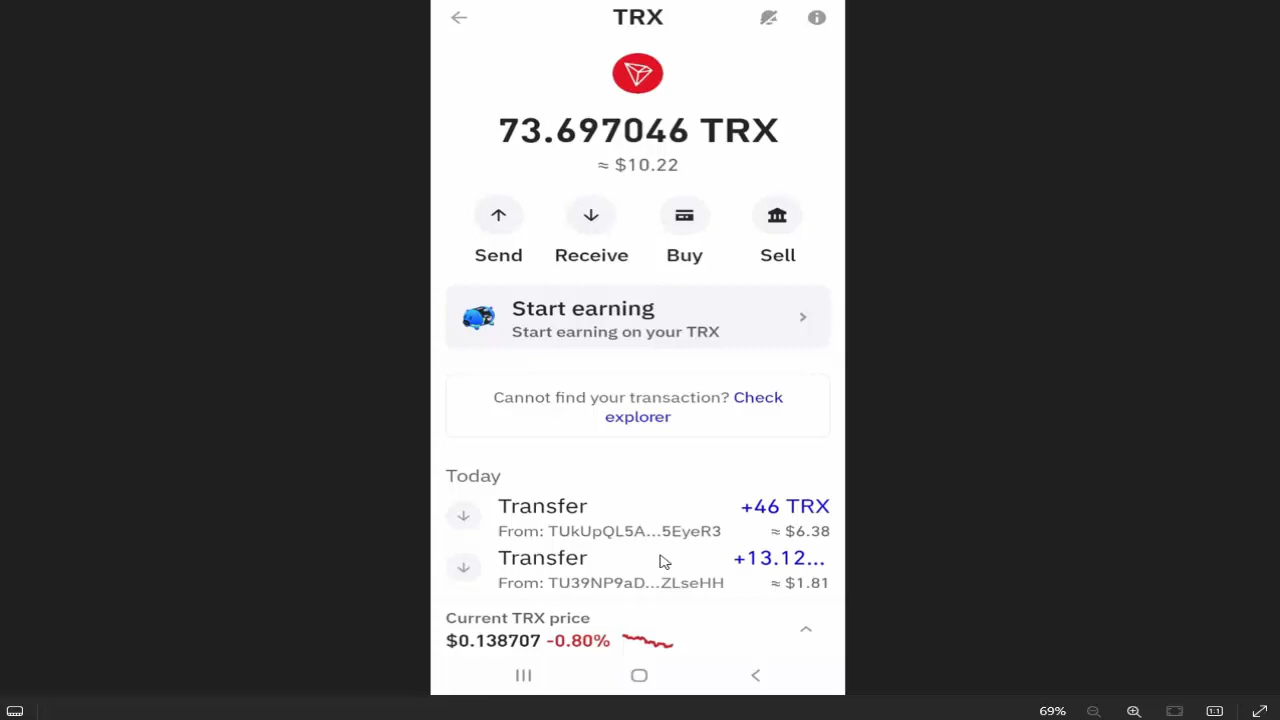 TRX
73.697046 TRX
≈ $10.22
Send Receive Buy Sell
Start earning
Start earning on your TRX
Cannot find your transaction? Check
explorer
Today
Transfer +46 TRX
From: TUkUpQL5A...5EyeR3 ≈ $6.38
Transfer +13.12...
From: TU39NP9aD...ZLseHH ≈ $1.81
Current TRX price
$0.138707 -0.80%
69% 1:1